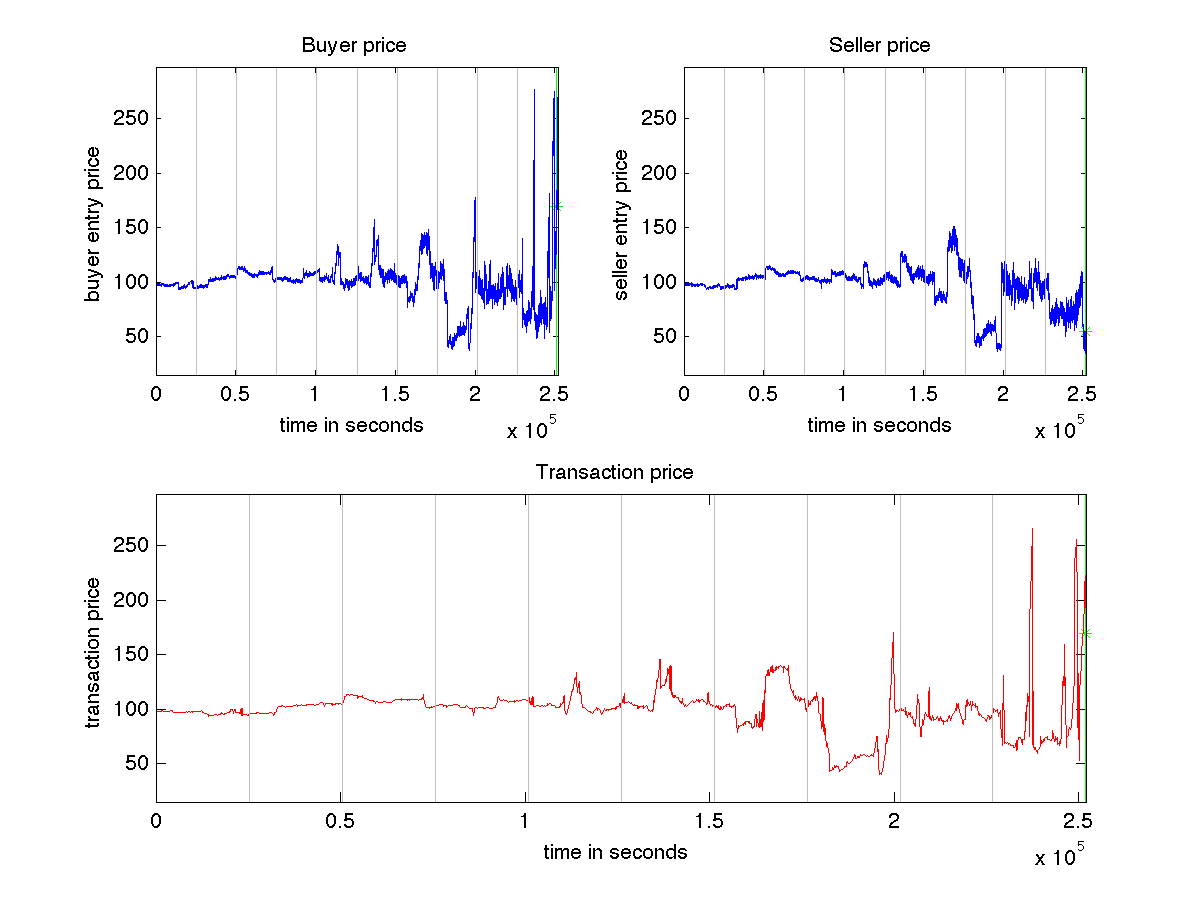 Buyer price
buyer entry price
250
200
150
100
50
0 0.5 1 1.5 2 2.5
time in seconds
x 10^5
Seller price
seller entry price
250
200
150
100
50
0 0.5 1 1.5 2 2.5
time in seconds
x 10^5
Transaction price
transaction price
250
200
150
100
50
0 0.5 1 1.5 2 2.5
time in seconds
x 10^5